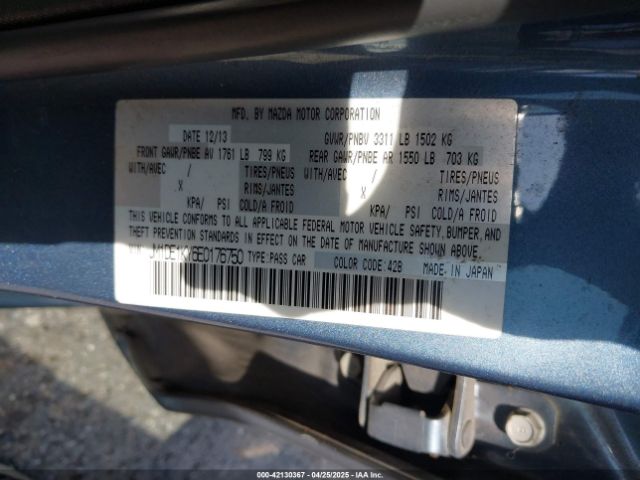 MFD. BY MAZDA MOTOR CORPORATION
DATE 12/13 GVWR/PNBV 3311 LB 1502 KG
FRONT GAWR/PNBE AV 1761 LB 799 KG REAR GAWR/PNBE AR 1550 LB 703 KG
WITH/AVEC / TIRES/PNEUS WITH/AVEC / TIRES/PNEUS
X RIMS/JANTES X RIMS/JANTES
KPA/ PSI COLD/A FROID KPA/ PSI COLD/A FROID
THIS VEHICLE CONFORMS TO ALL APPLICABLE FEDERAL MOTOR VEHICLE SAFETY, BUMPER, AND
THEFT PREVENTION STANDARDS IN EFFECT ON THE DATE OF MANUFACTURE SHOWN ABOVE.
JM1DE1KY6E0176750 TYPE:PASS CAR COLOR CODE:42B MADE IN JAPAN
000-42130367 - 04/25/2025 - IAAI.COM